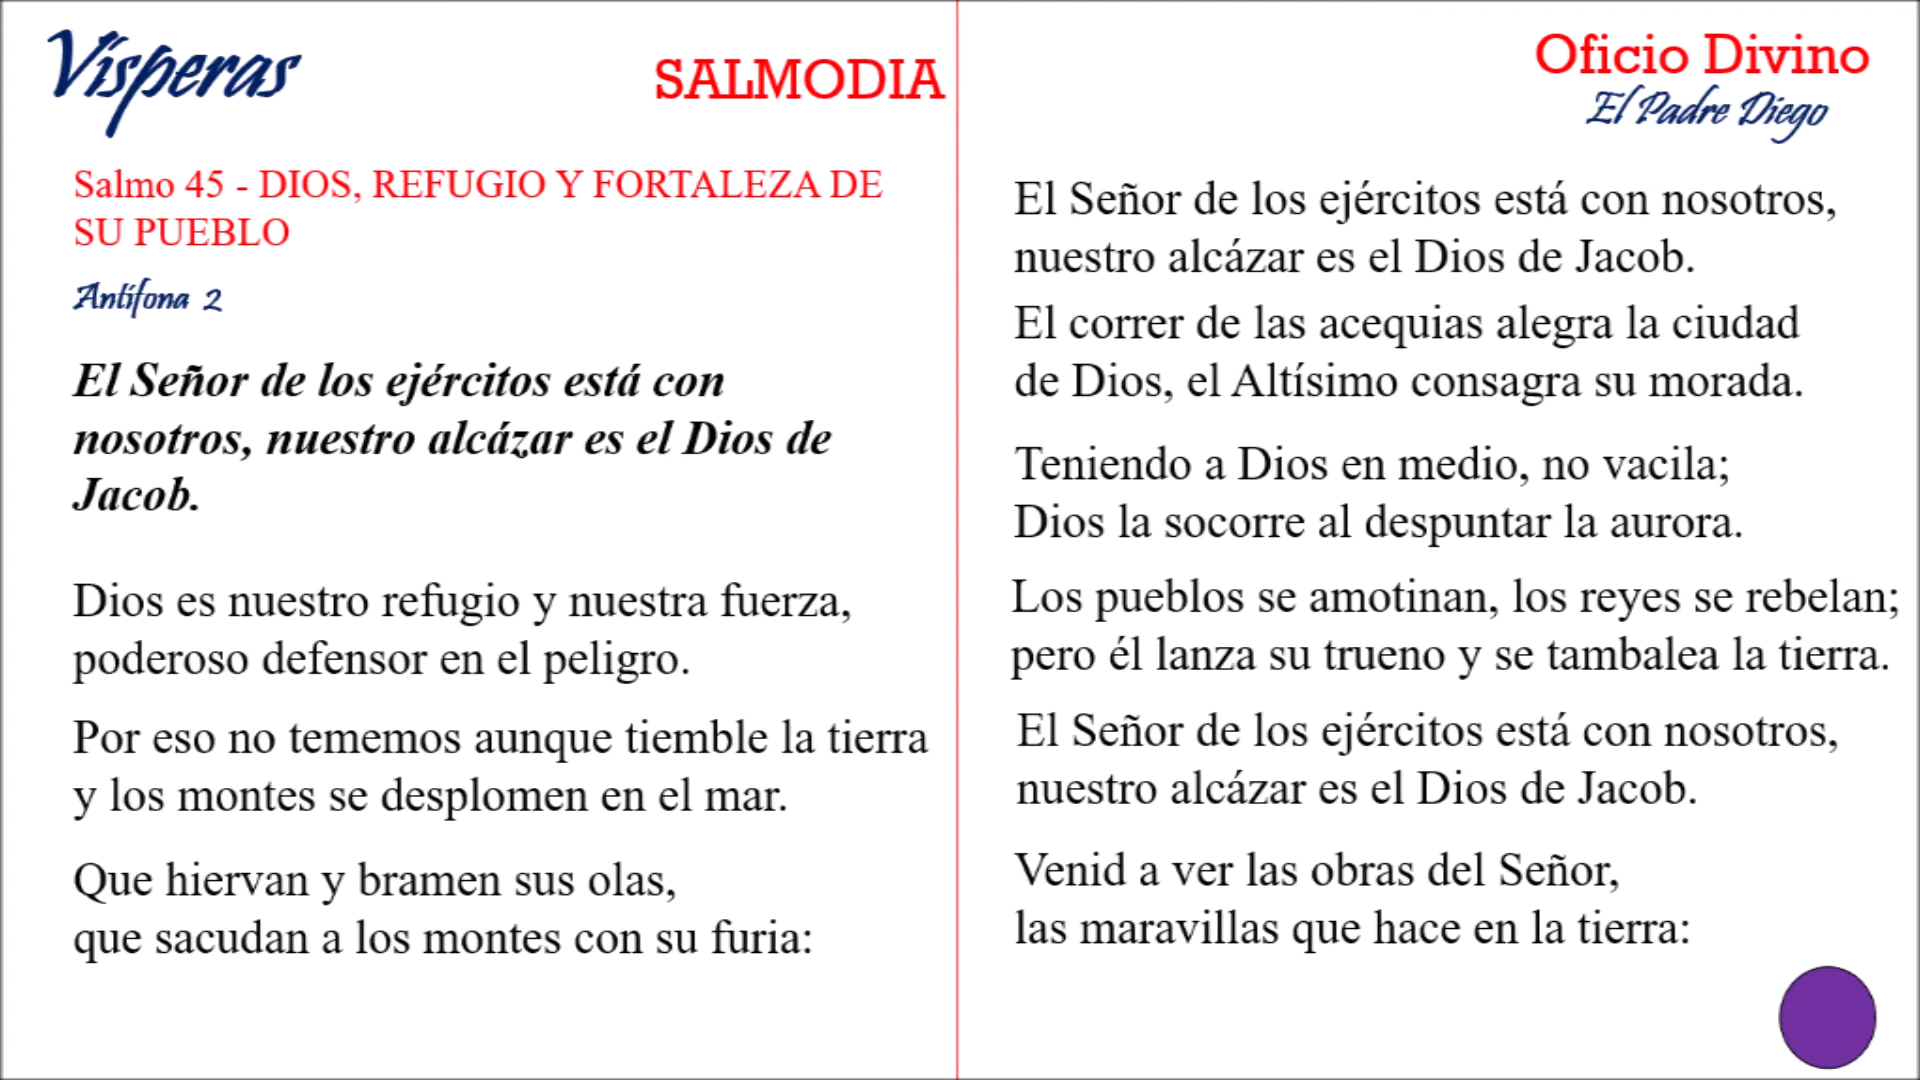 Vísperas
SALMODIA
Salmo 45 - DIOS, REFUGIO Y FORTALEZA DE
SU PUEBLO
Antífona 2
El Señor de los ejércitos está con
nosotros, nuestro alcázar es el Dios de
Jacob.
Dios es nuestro refugio y nuestra fuerza,
poderoso defensor en el peligro.
Por eso no tememos aunque tiemble la tierra
y los montes se desplomen en el mar.
Que hiervan y bramen sus olas,
que sacudan a los montes con su furia:
Oficio Divino
El Padre Diego
El Señor de los ejércitos está con nosotros,
nuestro alcázar es el Dios de Jacob.
El correr de las acequias alegra la ciudad
de Dios, el Altísimo consagra su morada.
Teniendo a Dios en medio, no vacila;
Dios la socorre al despuntar la aurora.
Los pueblos se amotinan, los reyes se rebelan;
pero él lanza su trueno y se tambalea la tierra.
El Señor de los ejércitos está con nosotros,
nuestro alcázar es el Dios de Jacob.
Venid a ver las obras del Señor,
las maravillas que hace en la tierra: